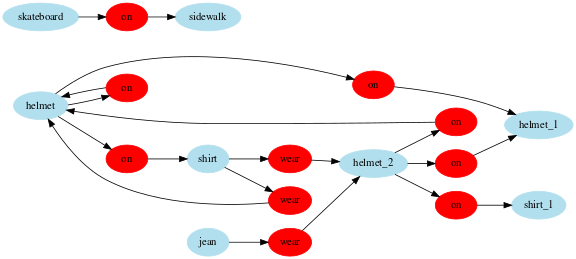 skateboard on sidewalk
on
on
helmet
on
helmet_1
on shirt wear helmet_2 on
wear
on shirt_1
jean wear